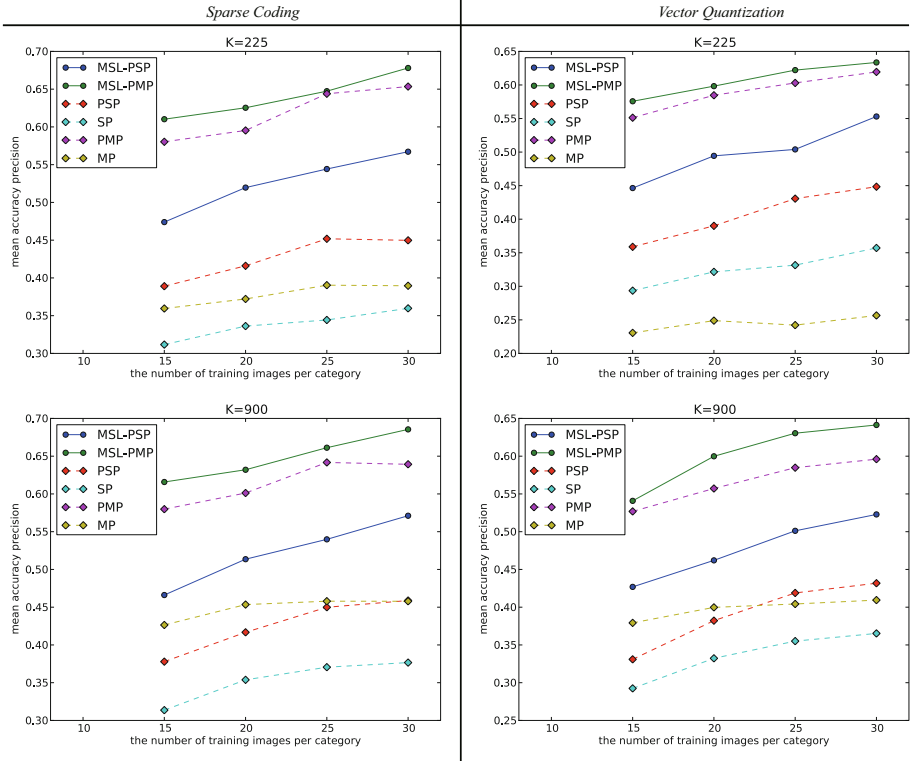 Sparse Coding
Vector Quantization
K=225
0.70
0.65
0.60
0.55
0.50
0.45
0.40
0.35
0.30
mean accuracy precision
MSL-PSP
MSL-PMP
PSP
SP
PMP
MP
10 15 20 25 30
the number of training images per category
K=225
0.65
0.60
0.55
0.50
0.45
0.40
0.35
0.30
0.25
0.20
mean accuracy precision
MSL-PSP
MSL-PMP
PSP
SP
PMP
MP
10 15 20 25 30
the number of training images per category
K=900
0.70
0.65
0.60
0.55
0.50
0.45
0.40
0.35
0.30
mean accuracy precision
MSL-PSP
MSL-PMP
PSP
SP
PMP
MP
10 15 20 25 30
the number of training images per category
K=900
0.65
0.60
0.55
0.50
0.45
0.40
0.35
0.30
0.25
mean accuracy precision
MSL-PSP
MSL-PMP
PSP
SP
PMP
MP
10 15 20 25 30
the number of training images per category